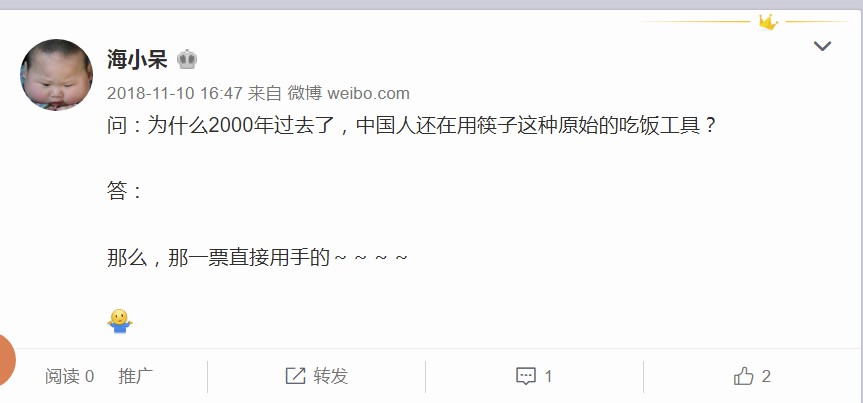 海小呆
2018-11-10 16:47 来自 微博 weibo.com
问：为什么2000年过去了，中国人还在用筷子这种原始的吃饭工具？
答：
那么，那一票直接用手的～～～～
阅读 0 推广 转发 1 2